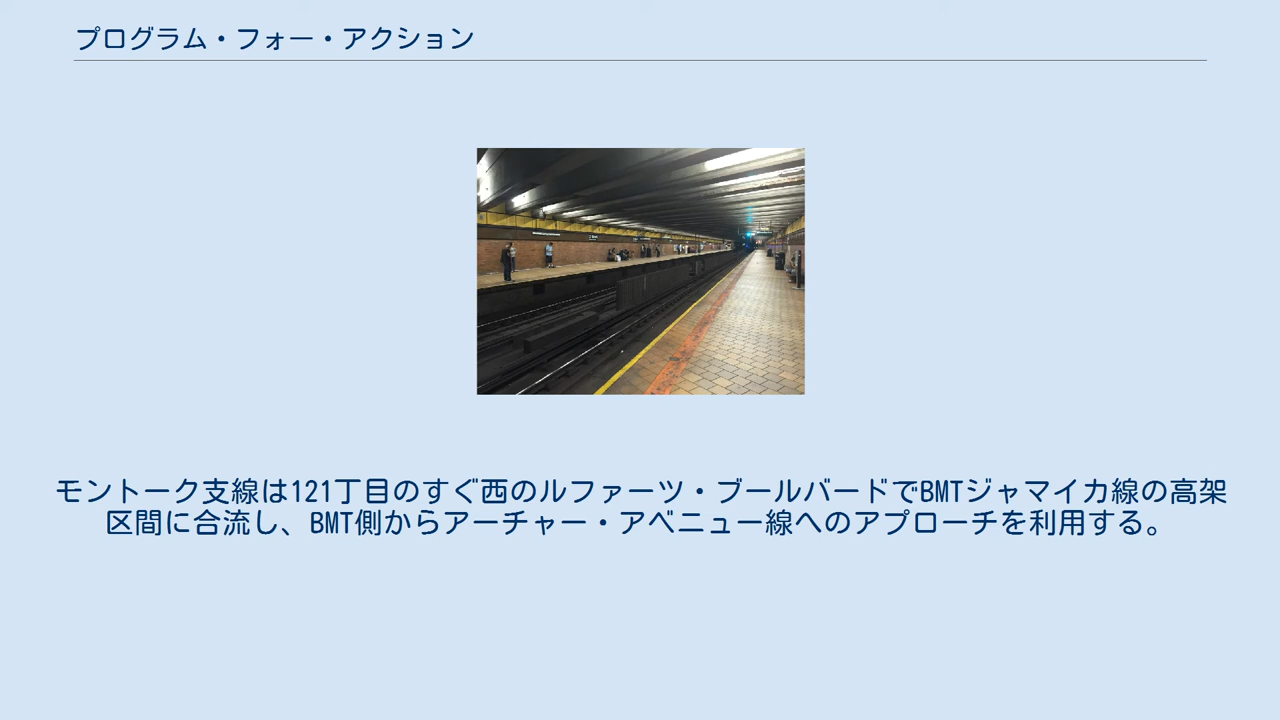 プログラム・フォー・アクション
モントーク支線は121丁目のすぐ西のルファーツ・ブールバードでBMTジャマイカ線の高架
区間に合流し、BMT側からアーチャー・アベニュー線へのアプローチを利用する。